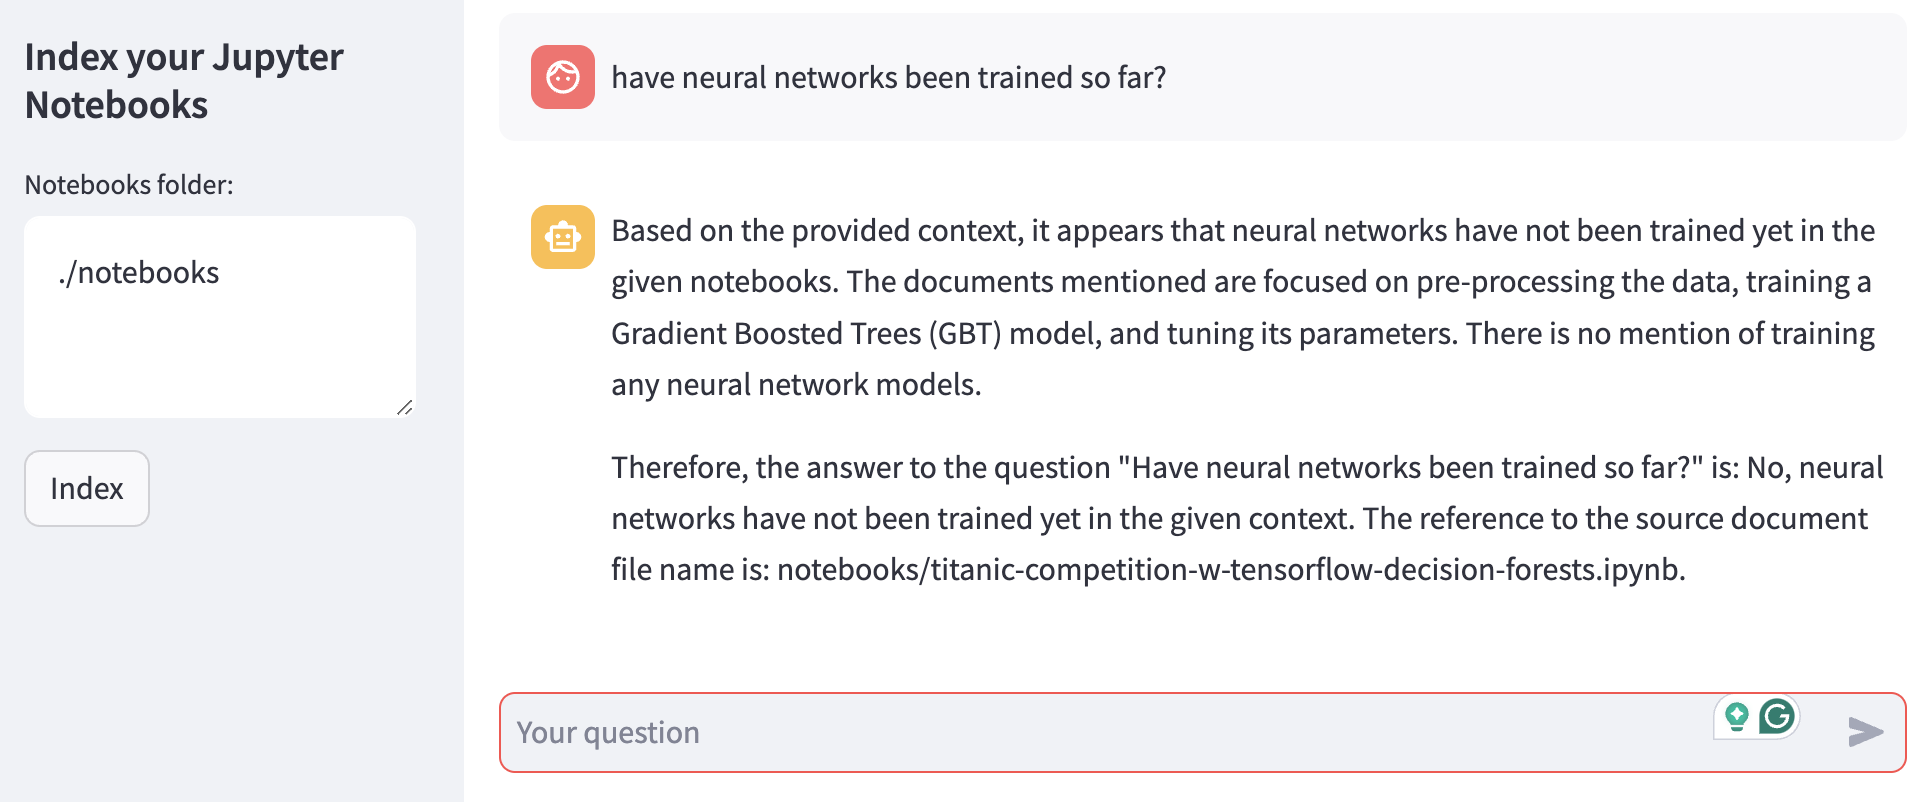 Index your Jupyter
Notebooks
Notebooks folder:
./notebooks
Index
have neural networks been trained so far?
Based on the provided context, it appears that neural networks have not been trained yet in the
given notebooks. The documents mentioned are focused on pre-processing the data, training a
Gradient Boosted Trees (GBT) model, and tuning its parameters. There is no mention of training
any neural network models.
Therefore, the answer to the question "Have neural networks been trained so far?" is: No, neural
networks have not been trained yet in the given context. The reference to the source document
file name is: notebooks/titanic-competition-w-tensorflow-decision-forests.ipynb.
Your question